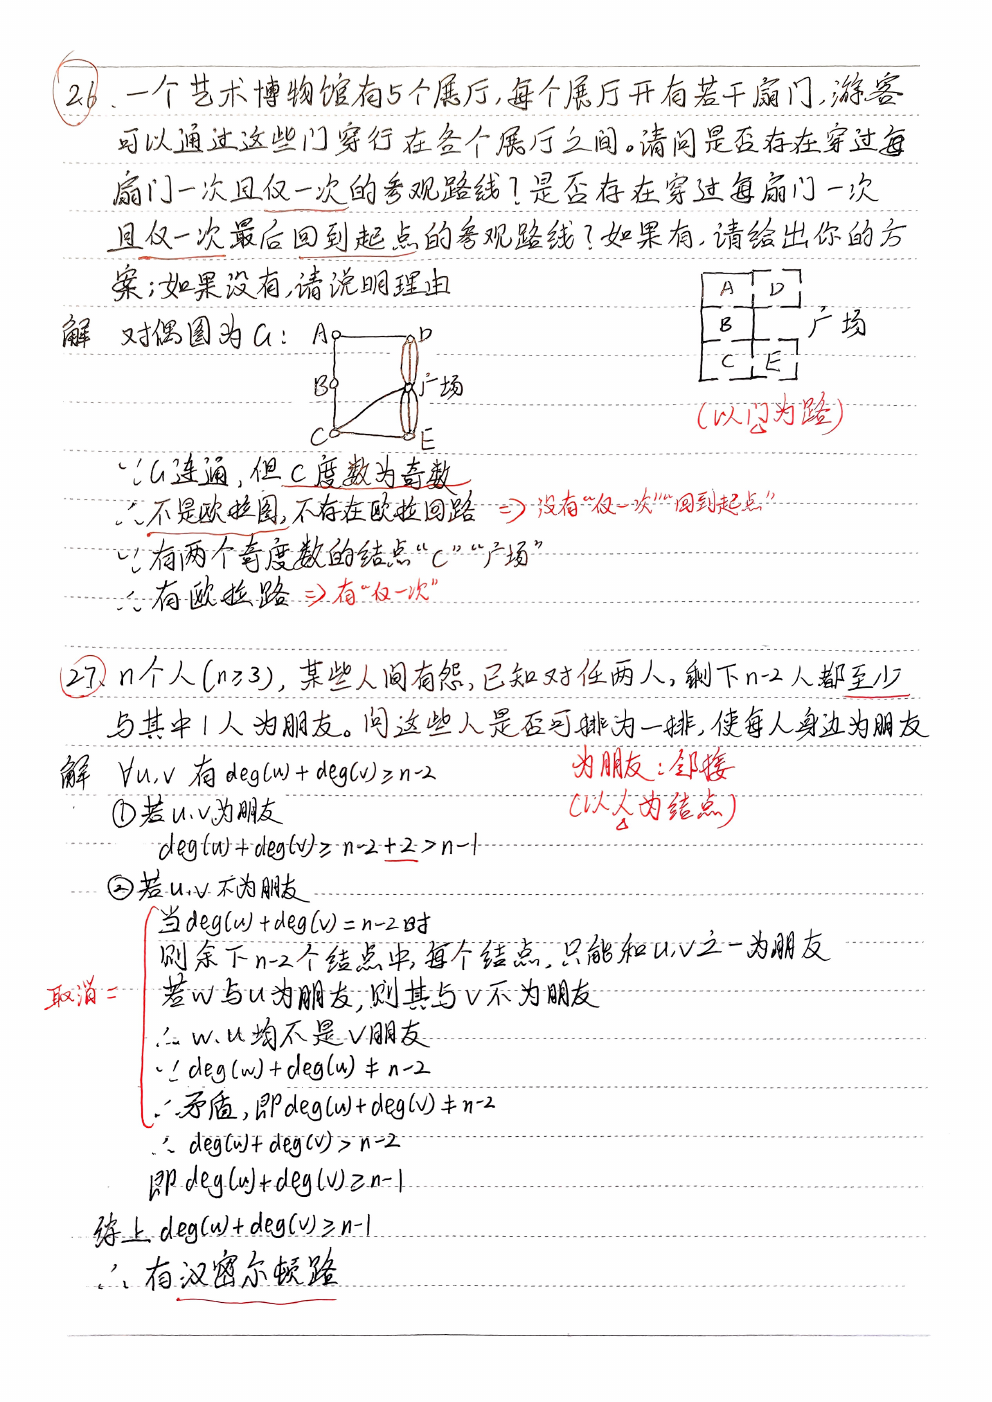 26、一个艺术博物馆有5个展厅,每个展厅开有若干扇门,游客
可以通过这些门穿行在各个展厅之间。请问是否存在穿过每
扇门一次且仅一次的参观路线?是否存在穿过每扇门一次
且仅一次最后回到起点的参观路线?如果有,请给出你的方
案;如果没有,请说明理由
A D
B 广场
C E
(以门为路)
解 对偶图为G:
A D
B 广场
C E
∵G连通,但C度数为奇数
∴不是欧拉图,不存在欧拉回路 ⇒没有“仅一次”“回到起点”
∵有两个奇度数的结点“C”“广场”
∴有欧拉路 ⇒有“仅一次”
27、n个人(n≥3),某些人间有怨,已知对任两人,剩下n-2人都至少
与其中1人为朋友。问这些人是否可排为一排,使每人身边为朋友
解 ∀u,v 有deg(u)+deg(v)≥n-2
为朋友:邻接
(以人为结点)
①若u,v为朋友
deg(u)+deg(v)≥n-2+2>n-1
②若u,v不为朋友
当deg(u)+deg(v)=n-2时
则余下n-2个结点中,每个结点,只能和u,v之一为朋友
取消= 若w与u为朋友,则其与v不为朋友
∴w、u均不是v朋友
∵deg(w)+deg(u)≠n-2
∴矛盾,即deg(u)+deg(v)≠n-2
∴deg(u)+deg(v)>n-2
即deg(u)+deg(v)≥n-1
综上deg(u)+deg(v)≥n-1
∴有汉密尔顿路